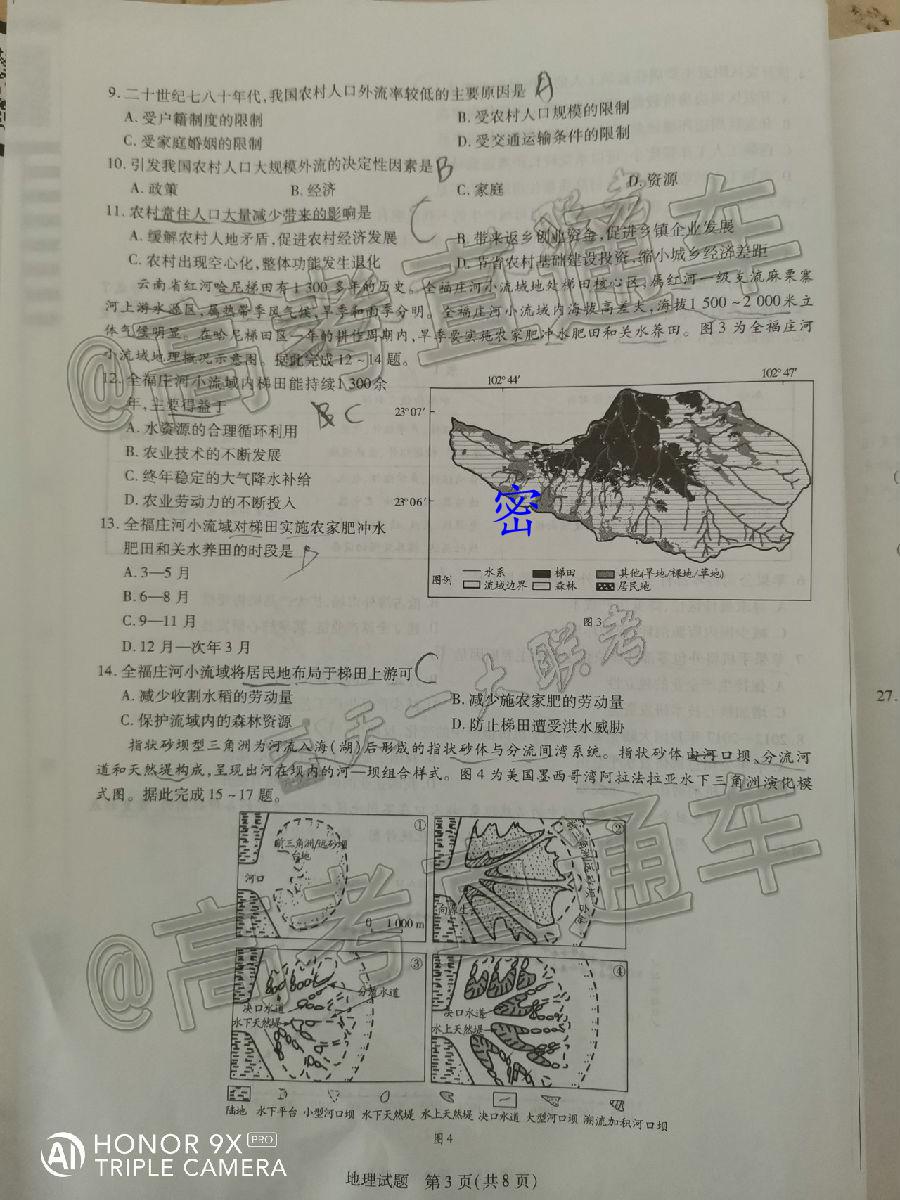 9. 二十世纪七八十年代,我国农村人口外流率较低的主要原因是 A
A. 受户籍制度的限制
B. 受农村人口规模的限制
C. 受家庭婚姻的限制
D. 受交通运输条件的限制
10. 引发我国农村人口大规模外流的决定性因素是 B
A. 政策
B. 经济
C. 家庭
D. 资源
11. 农村常住人口大量减少带来的影响是 C
A. 缓解农村人地矛盾,促进农村经济发展
B. 带来返乡创业资金,促进乡镇企业发展
C. 农村出现空心化,整体功能发生退化
D. 节省农村基础建设投资,缩小城乡经济差距
云南省红河哈尼梯田有1 300多年的历史。全福庄河小流域地处梯田核心区,属红河一级支流麻栗寨
河上游水源区,属热带季风气候,旱季和雨季分明。全福庄河小流域内海拔高差大,海拔1 500~2 000米立
体气候明显。在哈尼梯田区一年的耕作周期内,旱季要实施农家肥冲水肥田和关水养田。图3为全福庄河
小流域地理概况示意图。据此完成12~14题。
12. 全福庄河小流域内梯田能持续1 300余
年,主要得益于 C
A. 水资源的合理循环利用
B. 农业技术的不断发展
C. 终年稳定的大气降水补给
D. 农业劳动力的不断投入
13. 全福庄河小流域对梯田实施农家肥冲水
肥田和关水养田的时段是 D
A. 3—5月
B. 6—8月
C. 9—11月
D. 12月—次年3月
102°44′
102°47′
23°07′
23°06′
密
图例
水系
梯田
其他(旱地/裸地/草地)
流域边界
森林
居民地
图3
14. 全福庄河小流域将居民地布局于梯田上游可 C
A. 减少收割水稻的劳动量
B. 减少施农家肥的劳动量
C. 保护流域内的森林资源
D. 防止梯田遭受洪水威胁
指状砂坝型三角洲为河流入海(湖)后形成的指状砂体与分流间湾系统。指状砂体由河口坝、分流河
道和天然堤构成,呈现出河在坝内的河—坝组合样式。图4为美国墨西哥湾阿拉法拉亚水下三角洲演化模
式图。据此完成15~17题。
①
前三角洲/远砂坝
台地
河口
0 1 000 m
②
③
分叉水道
决口水道
水下天然堤
④
决口水道
水上天然堤
陆地 水下平台 小型河口坝 水下天然堤 水上天然堤 决口水道 大型河口坝 溯流加积河口坝
图4
地理试题 第3页(共8页)
@高考直通车
天一大联考
@高考直通车
HONOR 9X PRO
TRIPLE CAMERA